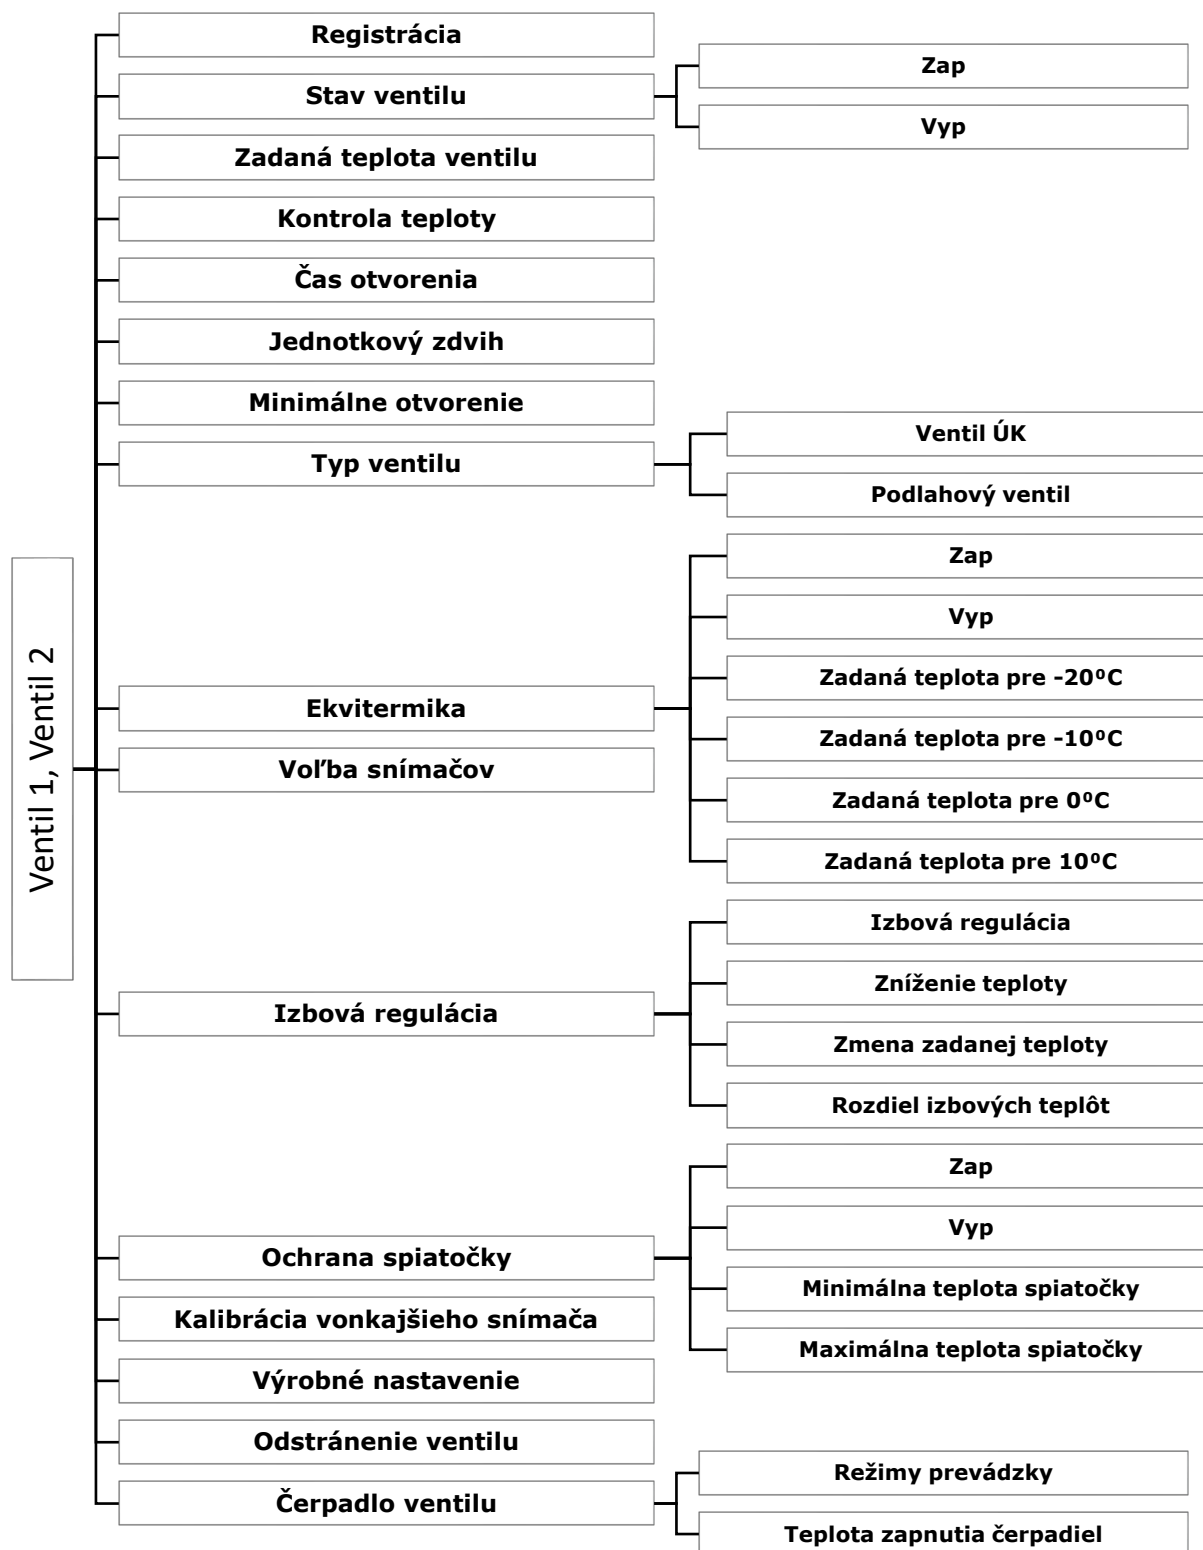 Ventil 1, Ventil 2
Registrácia
Stav ventilu
Zap
Vyp
Zadaná teplota ventilu
Kontrola teploty
Čas otvorenia
Jednotkový zdvih
Minimálne otvorenie
Typ ventilu
Ventil ÚK
Podlahový ventil
Ekvitermika
Zap
Vyp
Zadaná teplota pre -20ºC
Zadaná teplota pre -10ºC
Zadaná teplota pre 0ºC
Zadaná teplota pre 10ºC
Voľba snímačov
Izbová regulácia
Izbová regulácia
Zníženie teploty
Zmena zadanej teploty
Rozdiel izbových teplôt
Ochrana spiatočky
Zap
Vyp
Minimálna teplota spiatočky
Maximálna teplota spiatočky
Kalibrácia vonkajšieho snímača
Výrobné nastavenie
Odstránenie ventilu
Čerpadlo ventilu
Režimy prevádzky
Teplota zapnutia čerpadiel